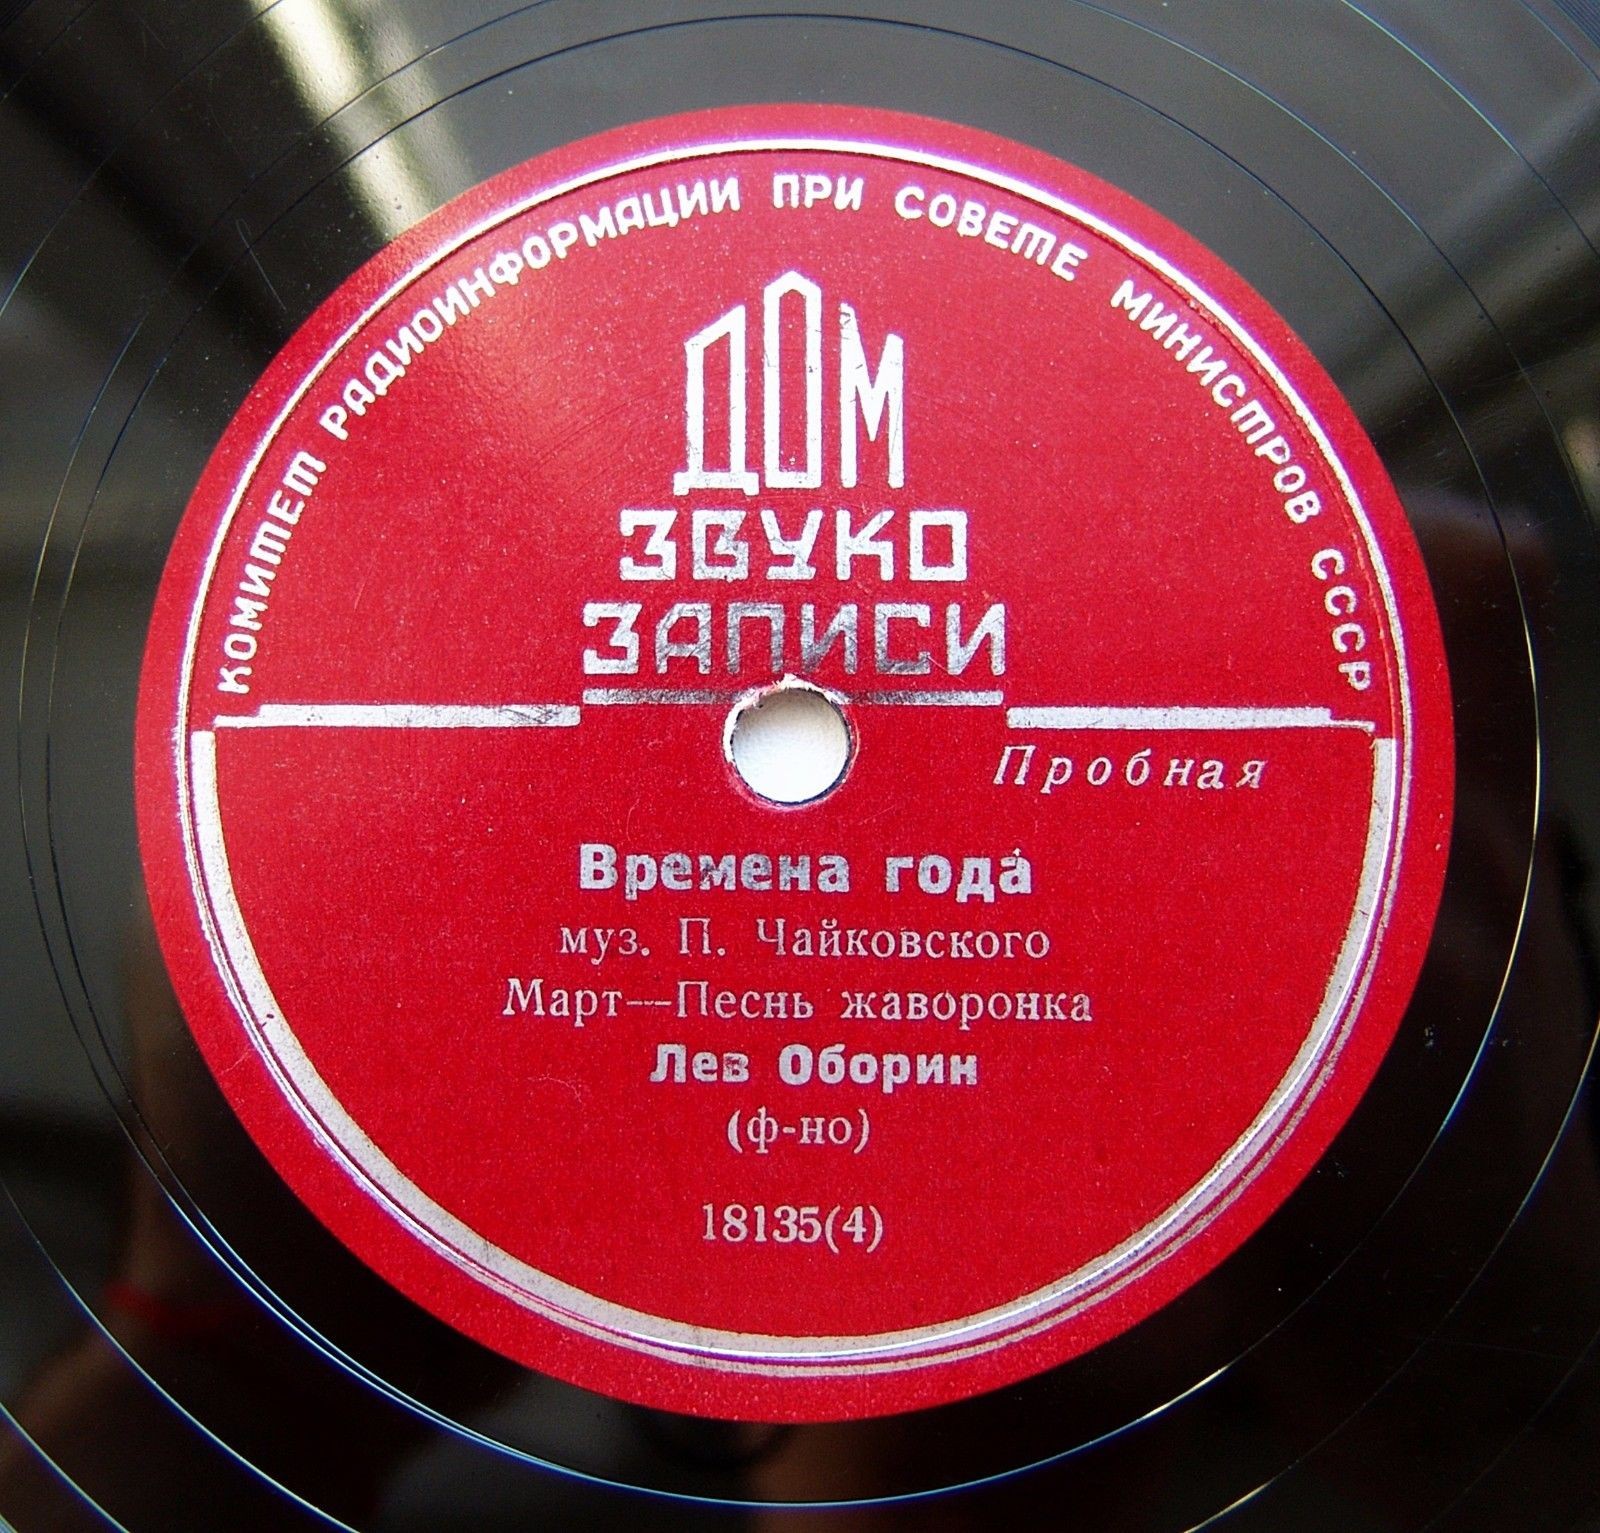 КОМИТЕТ РАДИОИНФОРМАЦИИ ПРИ СОВЕТЕ МИНИСТРОВ СССР
ДОМ
ЗВУКО
ЗАПИСИ
Пробная
Времена года
муз. П. Чайковского
Март—Песнь жаворонка
Лев Оборин
(ф-но)
18135(4)